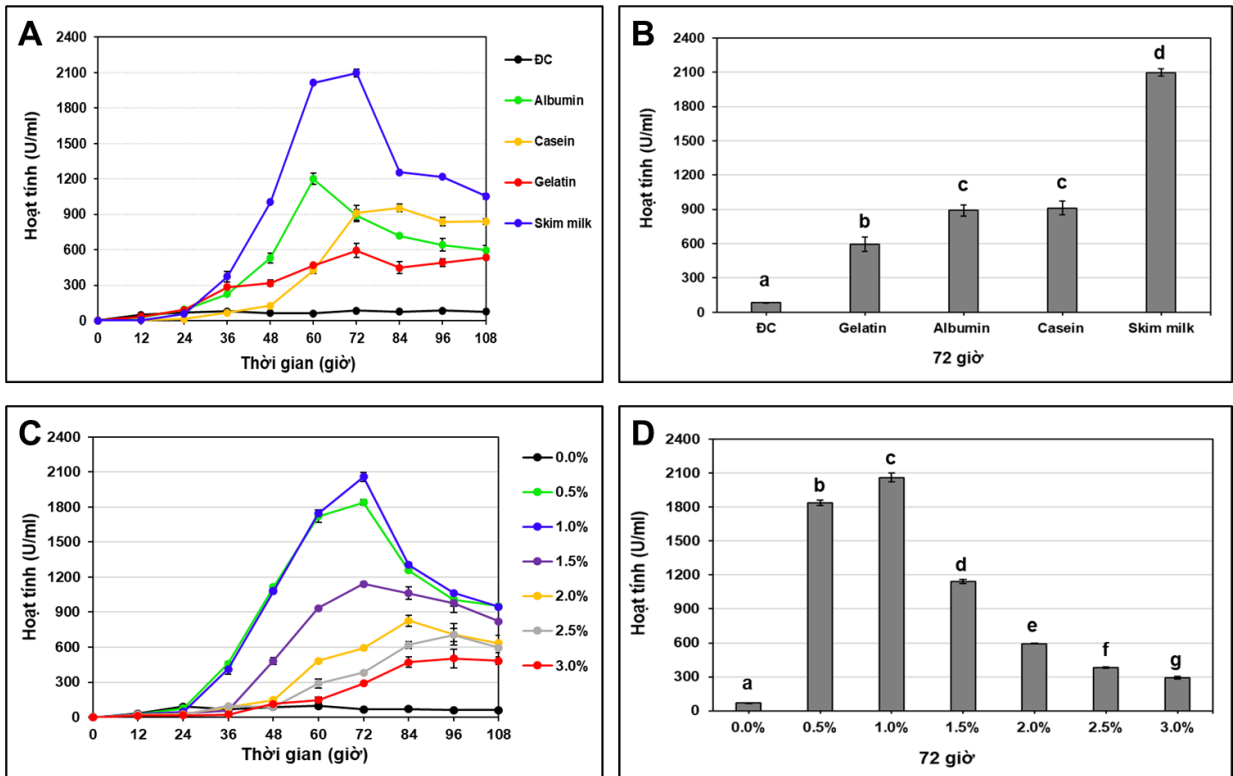 A
2400
2100
1800
1500
1200
900
600
300
0
Hoạt tính (U/ml)
0 12 24 36 48 60 72 84 96 108
Thời gian (giờ)
ĐC
Albumin
Casein
Gelatin
Skim milk
B
2400
2100
1800
1500
1200
900
600
300
0
Hoạt tính (U/ml)
a b c c d
ĐC Gelatin Albumin Casein Skim milk
72 giờ
C
2400
2100
1800
1500
1200
900
600
300
0
Hoạt tính (U/ml)
0 12 24 36 48 60 72 84 96 108
Thời gian (giờ)
0.0%
0.5%
1.0%
1.5%
2.0%
2.5%
3.0%
D
2400
2100
1800
1500
1200
900
600
300
0
Hoạt tính (U/ml)
a b c d e f g
0.0% 0.5% 1.0% 1.5% 2.0% 2.5% 3.0%
72 giờ